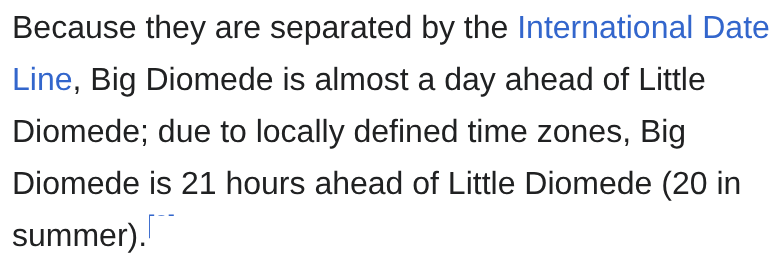 Because they are separated by the International Date
Line, Big Diomede is almost a day ahead of Little
Diomede; due to locally defined time zones, Big
Diomede is 21 hours ahead of Little Diomede (20 in
summer).